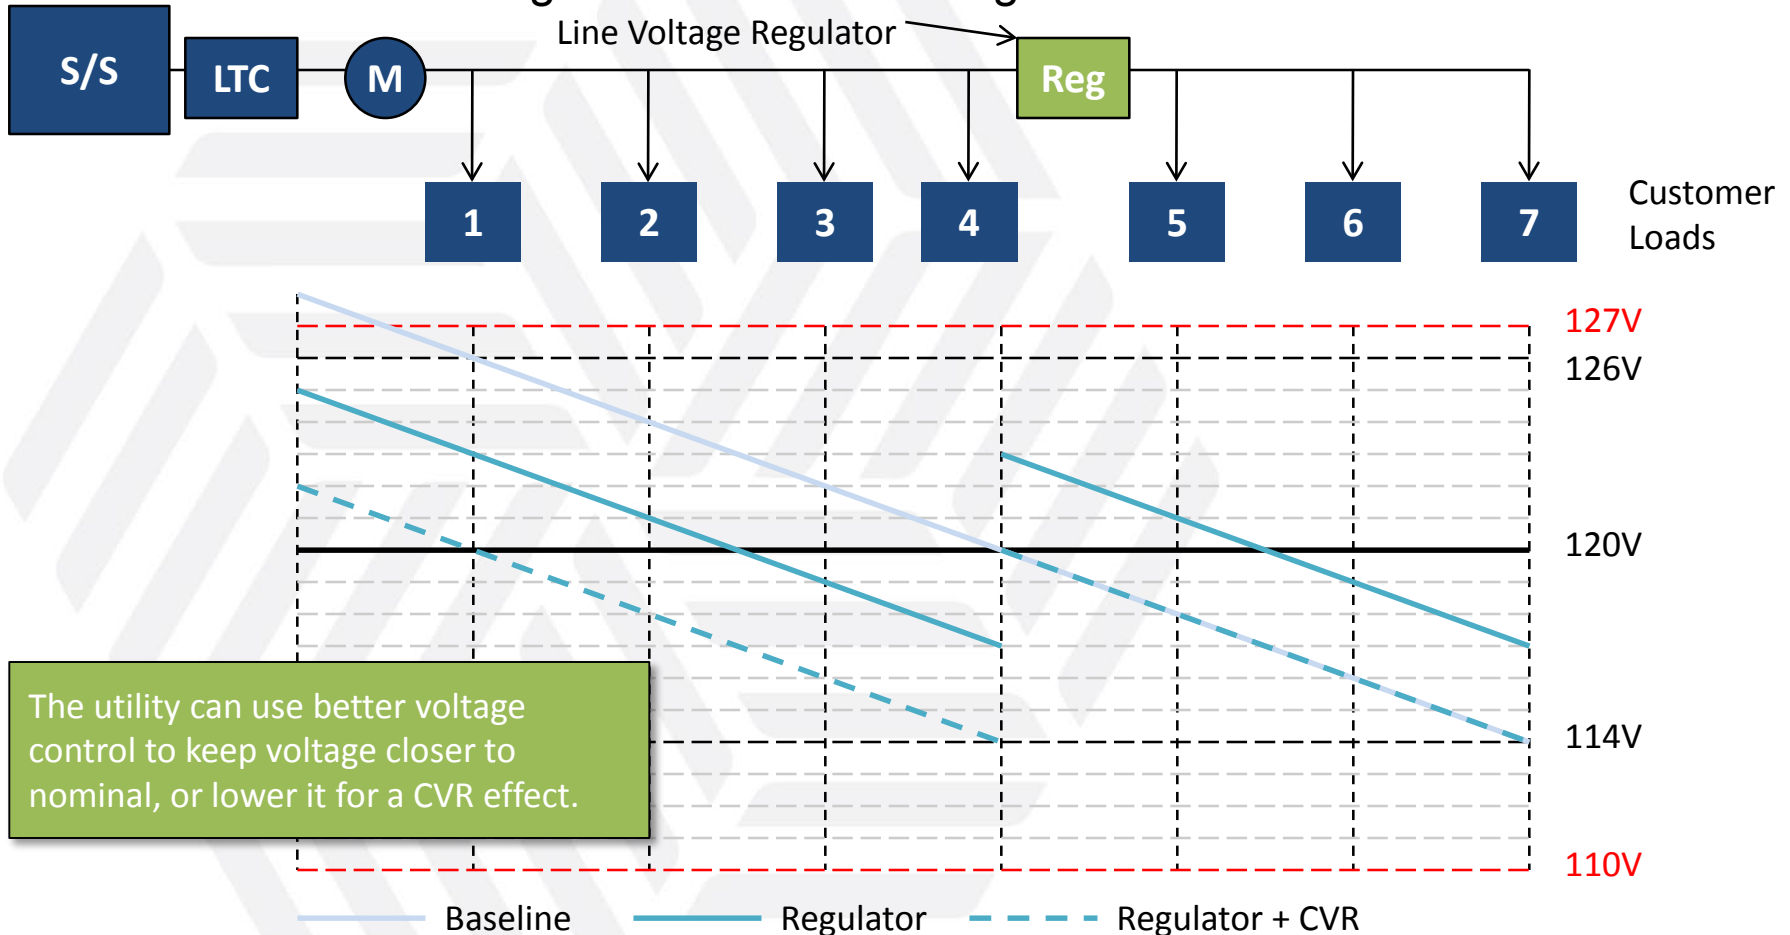 Line Voltage Regulator
S/S
LTC
M
Reg
1
2
3
4
5
6
7
Customer
Loads
127V
126V
120V
114V
110V
The utility can use better voltage
control to keep voltage closer to
nominal, or lower it for a CVR effect.
Baseline
Regulator
Regulator + CVR